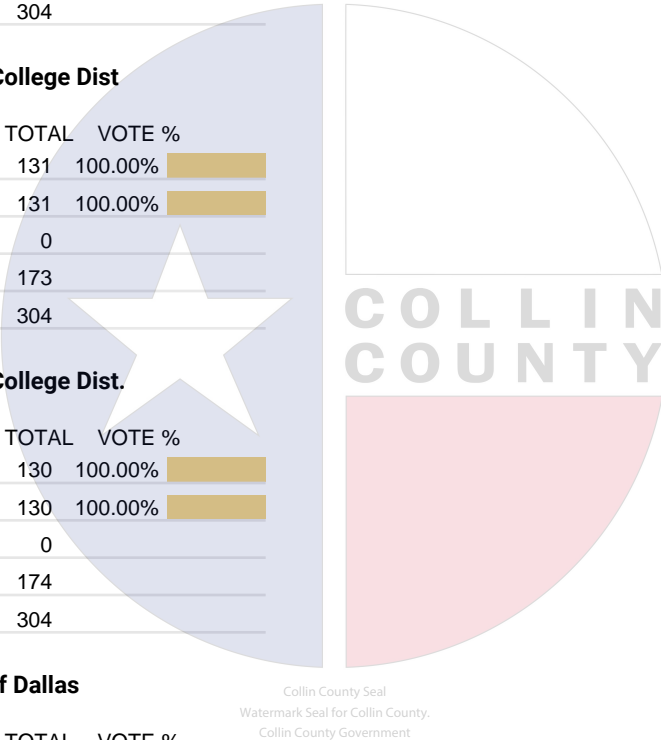 304
College Dist
TOTAL VOTE %
131 100.00%
131 100.00%
0
173
304
COLLIN
COUNTY
College Dist.
TOTAL VOTE %
130 100.00%
130 100.00%
0
174
304
f Dallas
Collin County Seal
Watermark Seal for Collin County.
Collin County Government
TOTAL VOTE %